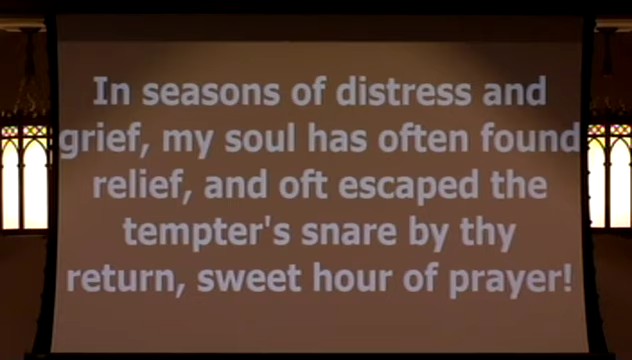 In seasons of distress and
grief, my soul has often found
relief, and oft escaped the
tempter's snare by thy
return, sweet hour of prayer!